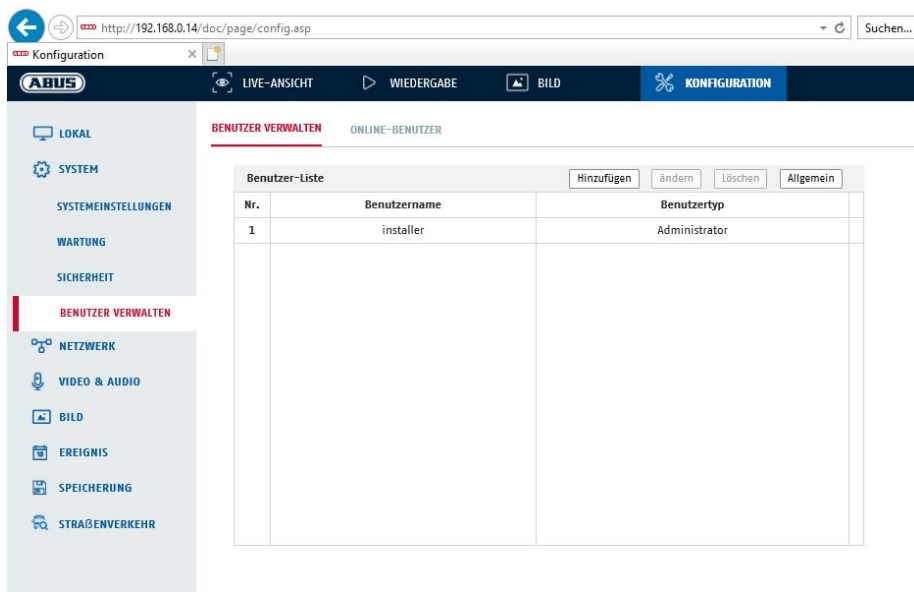 http://192.168.0.14/doc/page/config.asp
Suchen...
Konfiguration
ABUS
LIVE-ANSICHT
WIEDERGABE
BILD
KONFIGURATION
LOKAL
SYSTEM
SYSTEMEINSTELLUNGEN
WARTUNG
SICHERHEIT
BENUTZER VERWALTEN
NETZWERK
VIDEO & AUDIO
BILD
EREIGNIS
SPEICHERUNG
STRAßENVERKEHR
BENUTZER VERWALTEN
ONLINE-BENUTZER
Benutzer-Liste
Hinzufügen
ändern
Löschen
Allgemein
Nr. Benutzername Benutzertyp
1 installer Administrator